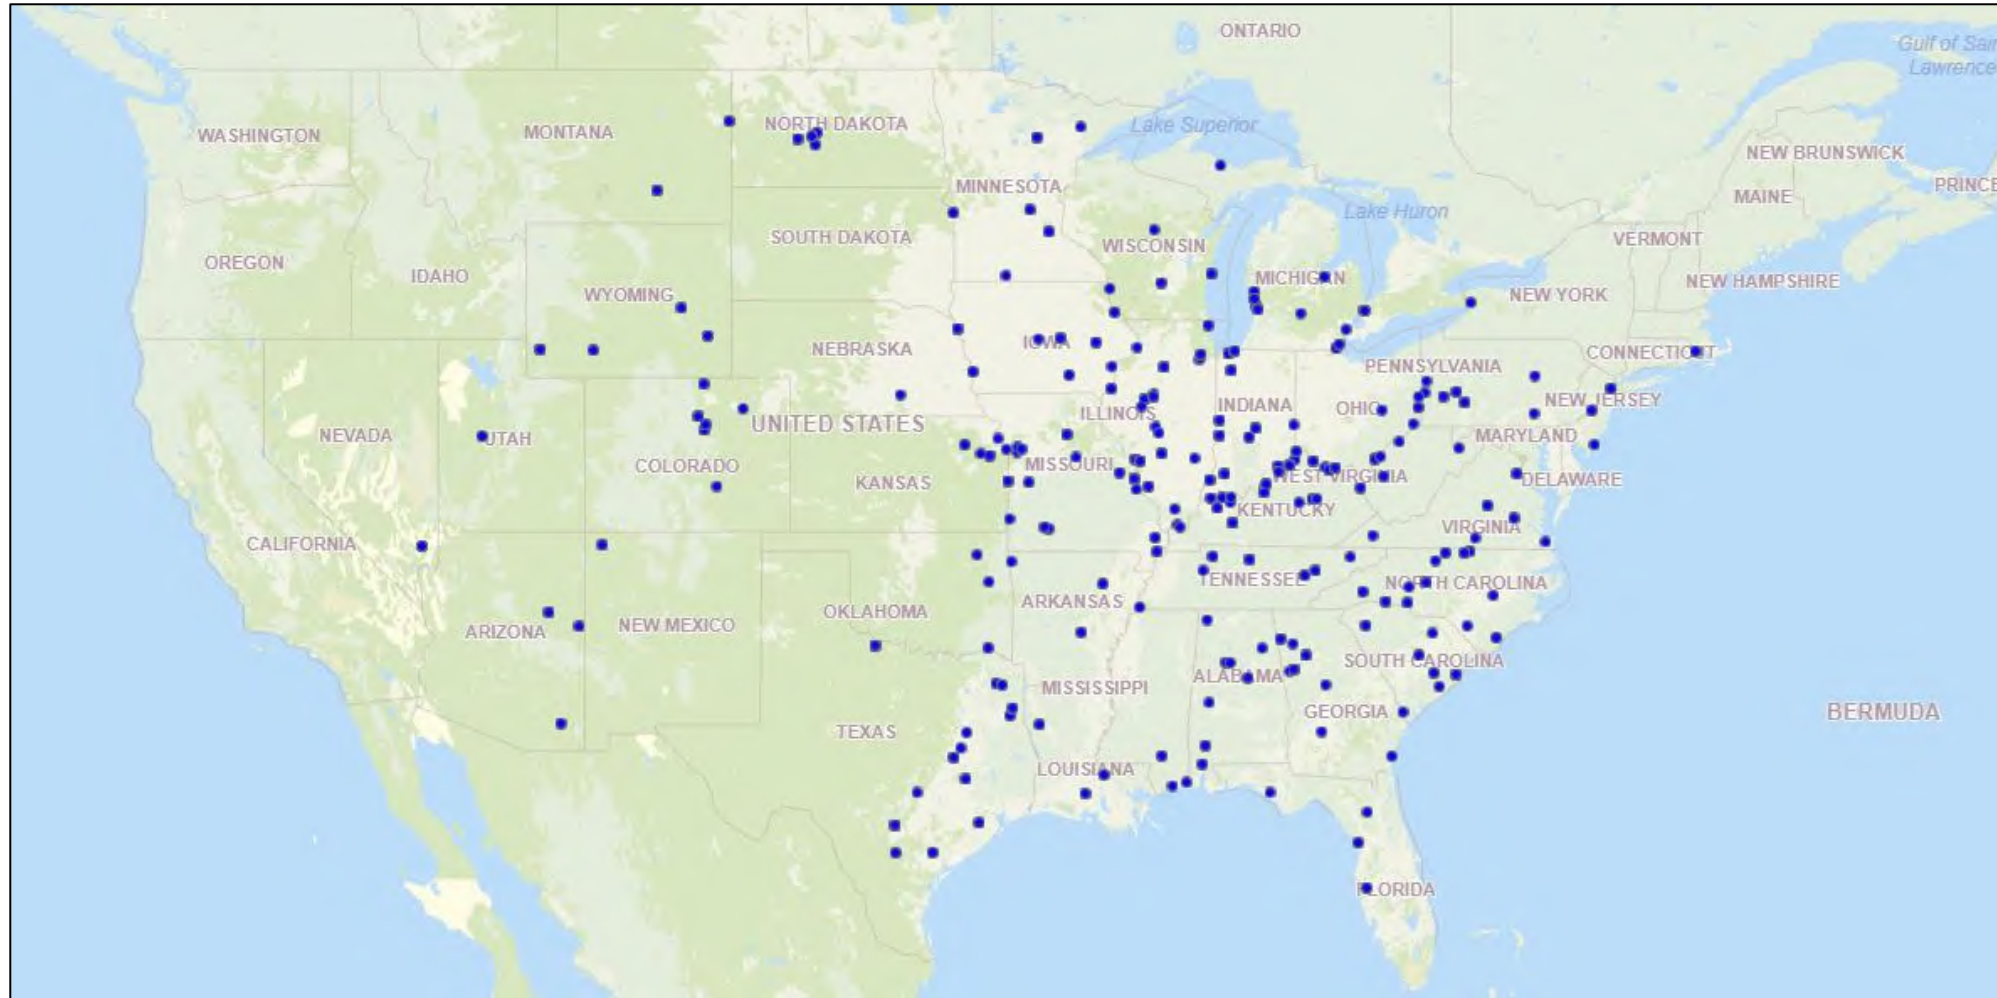 ONTARIO
Gulf of Sain
Lawrence
WASHINGTON
MONTANA
NORTH DAKOTA
Lake Superior
NEW BRUNSWICK
MINNESOTA
MAINE
PRINCE
Lake Huron
SOUTH DAKOTA
WISCONSIN
VERMONT
OREGON
IDAHO
MICHIGAN
NEW HAMPSHIRE
WYOMING
NEW YORK
NEBRASKA
IOWA
CONNECTICUT
PENNSYLVANIA
ILLINOIS
INDIANA
OHIO
NEW JERSEY
UNITED STATES
NEVADA
UTAH
MARYLAND
COLORADO
MISSOURI
KANSAS
WEST VIRGINIA
DELAWARE
KENTUCKY
VIRGINIA
CALIFORNIA
TENNESSEE
NORTH CAROLINA
ARKANSAS
OKLAHOMA
ARIZONA
NEW MEXICO
SOUTH CAROLINA
ALABAMA
MISSISSIPPI
GEORGIA
BERMUDA
TEXAS
LOUISIANA
FLORIDA